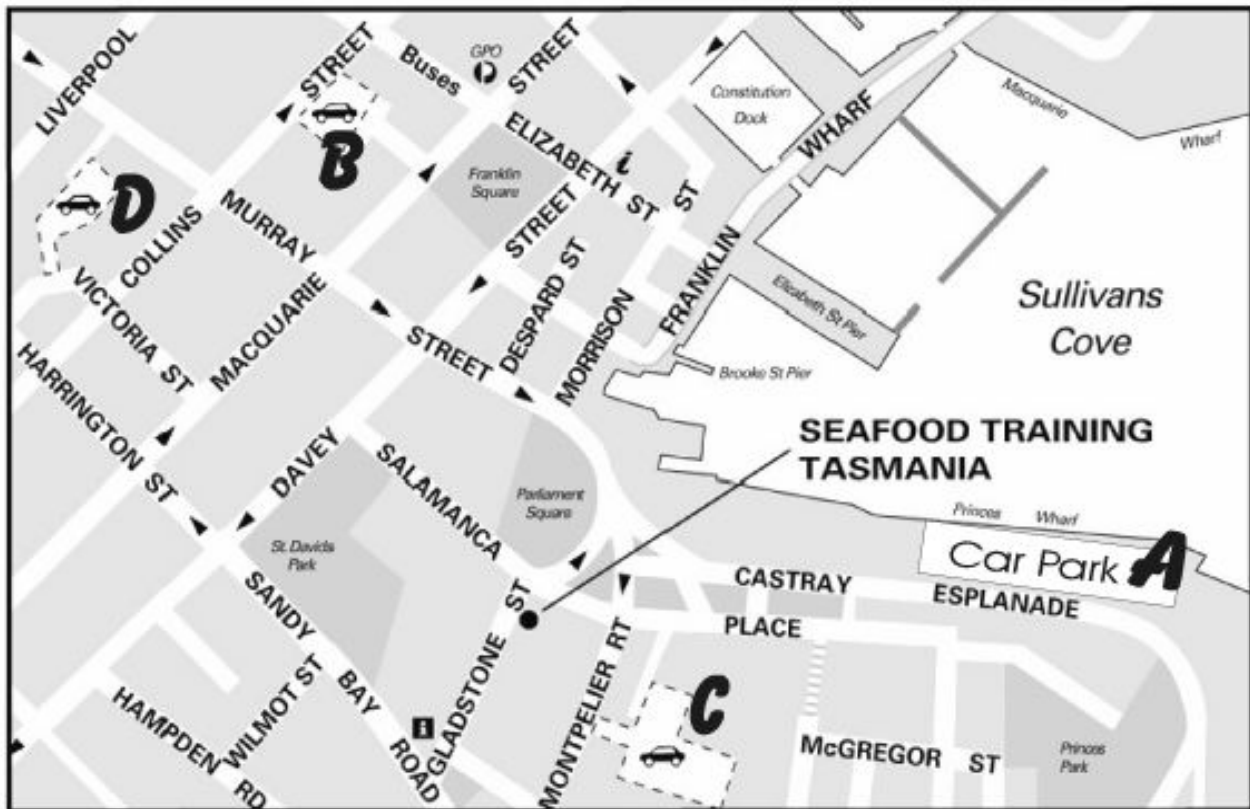 LIVERPOOL
STREET
Buses
GPO
STREET
Constitution
Dock
WHARF
Macquarie
Wharf
B
ELIZABETH ST
i
Franklin
Square
D
MURRAY
STREET
COLLINS
STREET
ST
DESPARD ST
FRANKLIN
Elizabeth St Pier
Sullivans
Cove
VICTORIA ST
MACQUARIE
MORRISON
Brooke St Pier
HARRINGTON ST
DAVEY
SALAMANCA
SEAFOOD TRAINING
TASMANIA
Parliament
Square
Princes Wharf
Car Park A
St. Davids
Park
CASTRAY
ESPLANADE
PLACE
SANDY
BAY
ROAD
GLADSTONE ST
MONTPELIER RT
C
HAMPDEN RD
WILMOT ST
i
McGREGOR ST
Princes
Park